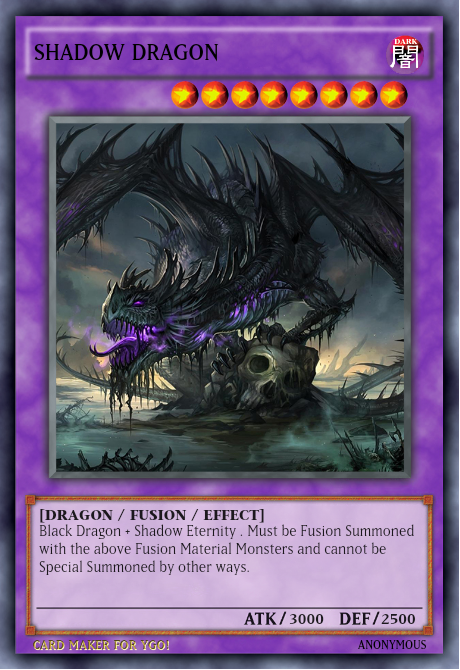 SHADOW DRAGON
DARK
闇
[DRAGON / FUSION / EFFECT]
Black Dragon + Shadow Eternity . Must be Fusion Summoned
with the above Fusion Material Monsters and cannot be
Special Summoned by other ways.
ATK/3000 DEF/2500
CARD MAKER FOR YGO! ANONYMOUS